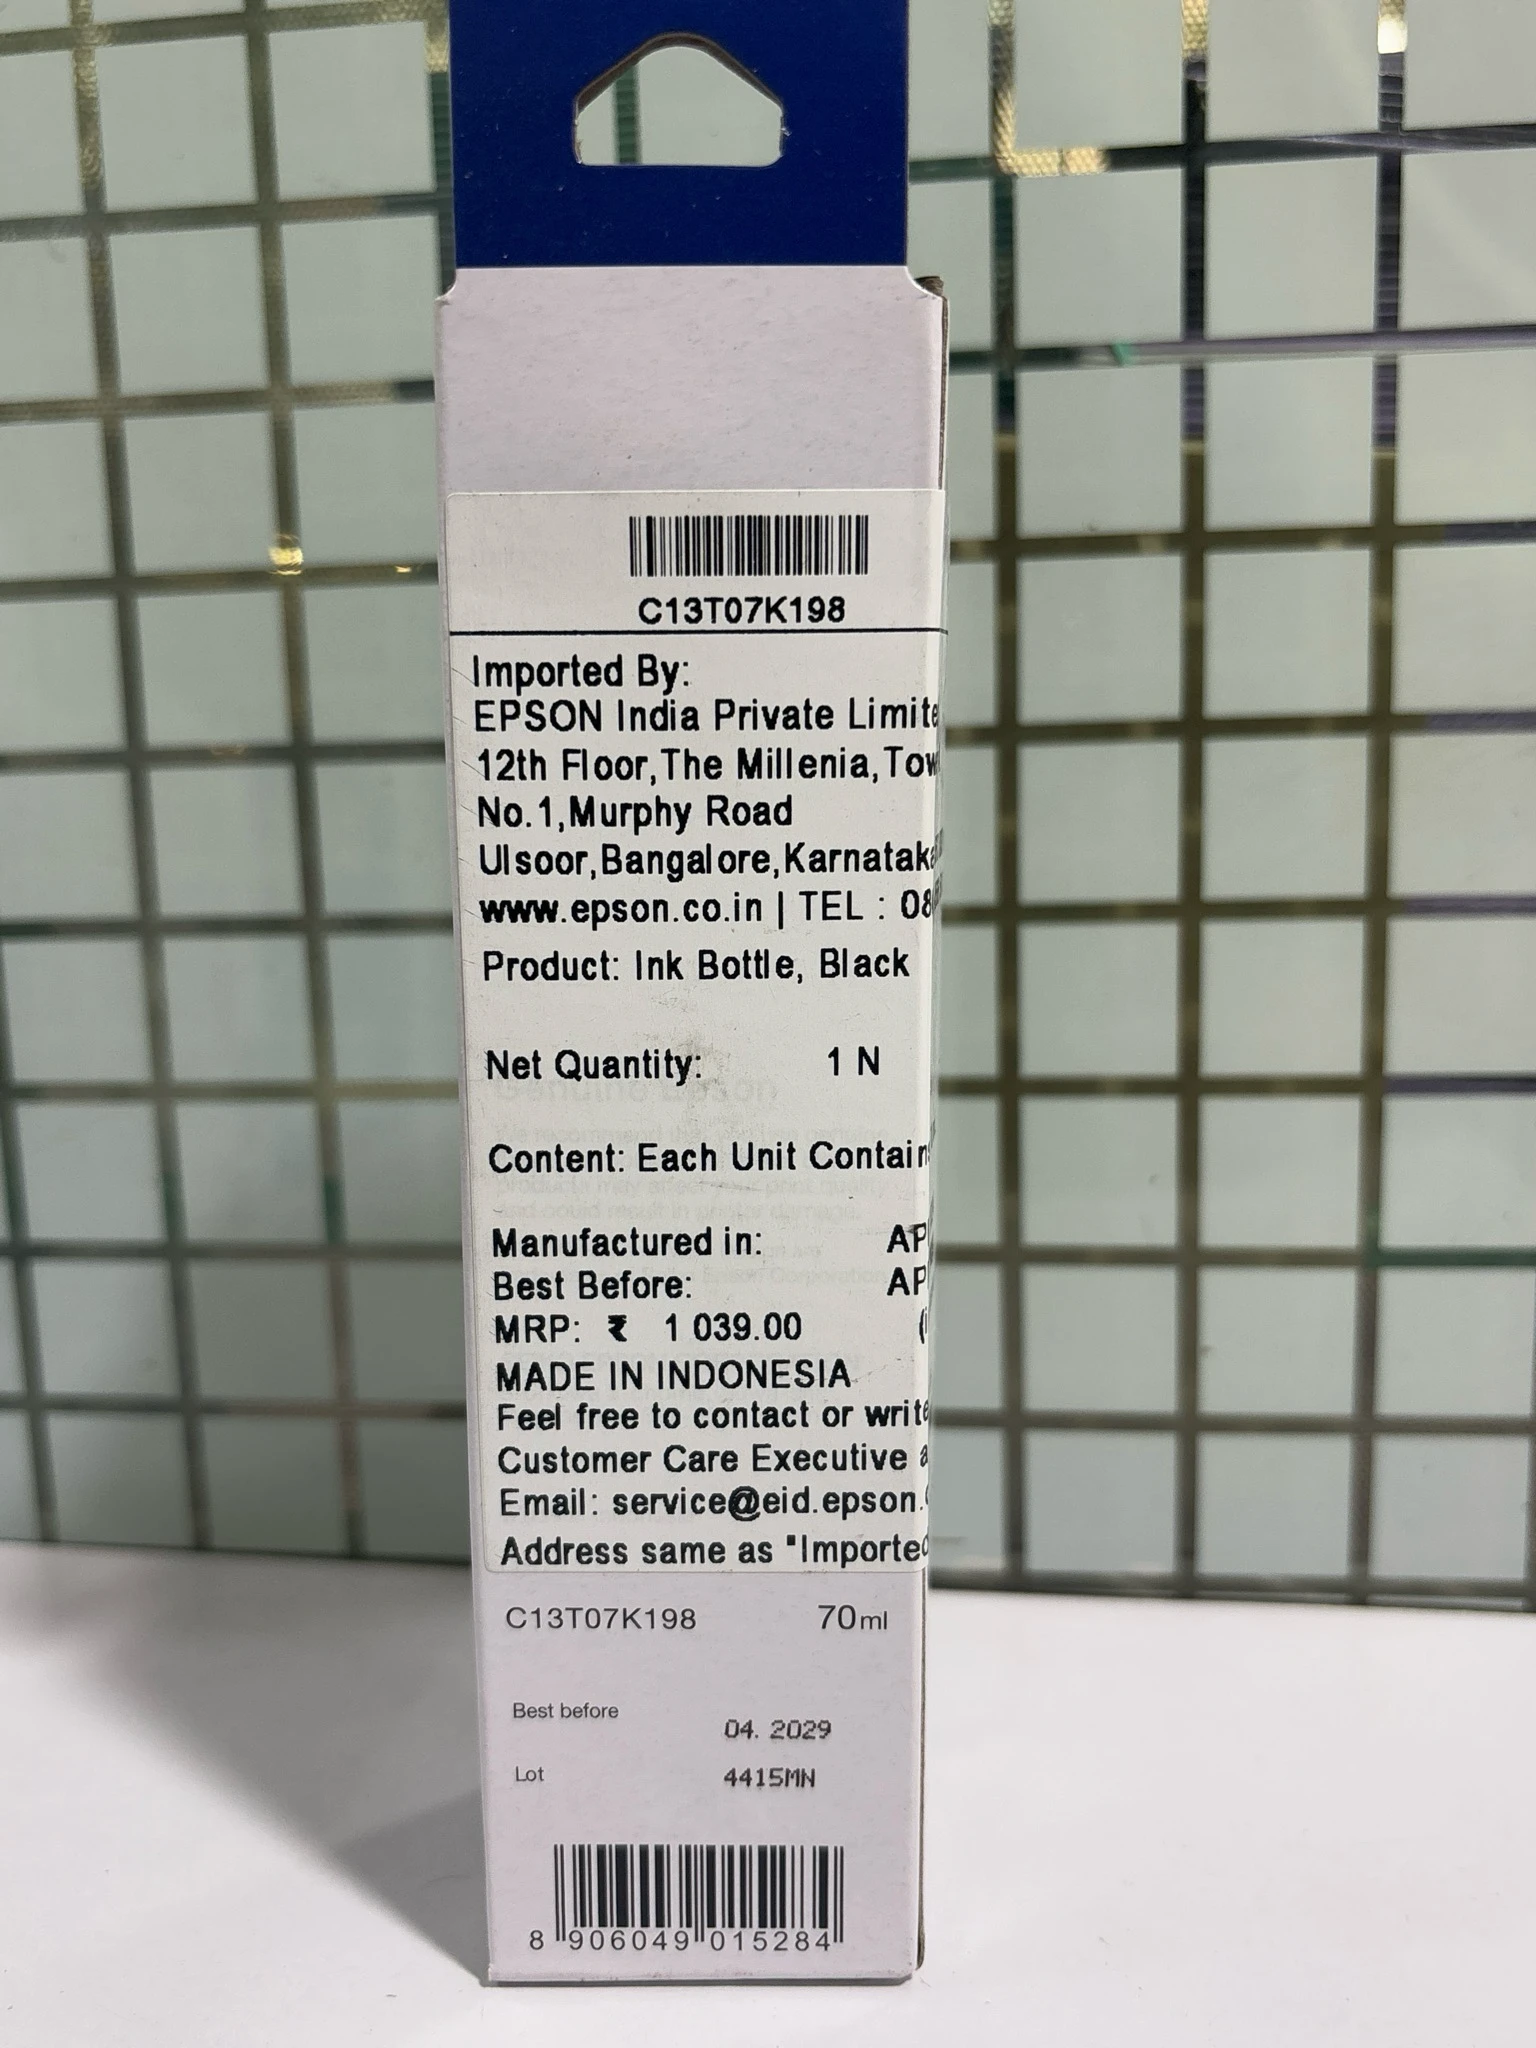 C13T07K198
Imported By:
EPSON India Private Limite
12th Floor,The Millenia,Tow
No.1,Murphy Road
Ulsoor,Bangalore,Karnataka
www.epson.co.in | TEL : 08
Product: Ink Bottle, Black
Net Quantity: 1 N
Content: Each Unit Contain
Manufactured in: AP
Best Before: AP
MRP: ₹ 1 039.00 (i
MADE IN INDONESIA
Feel free to contact or write
Customer Care Executive a
Email: service@eid.epson.
Address same as "Imported
C13T07K198 70ml
Best before
04. 2029
Lot 4415MN
8 906049 015284